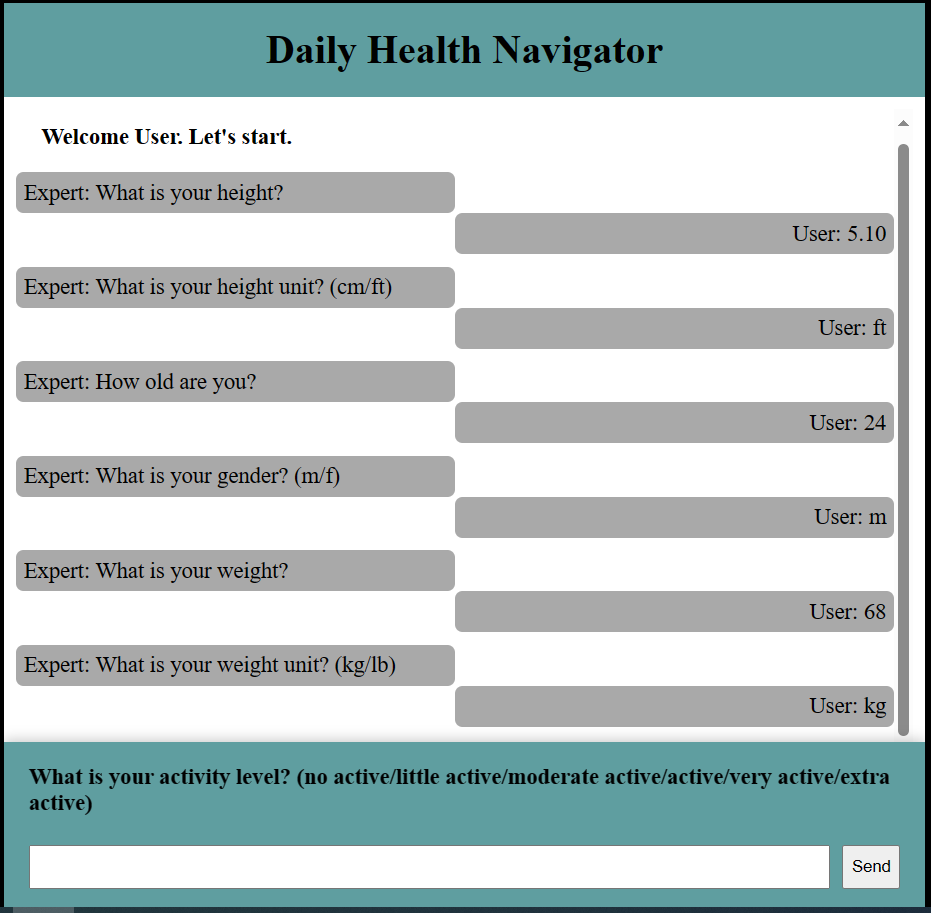 Daily Health Navigator
Welcome User. Let's start.
Expert: What is your height?
User: 5.10
Expert: What is your height unit? (cm/ft)
User: ft
Expert: How old are you?
User: 24
Expert: What is your gender? (m/f)
User: m
Expert: What is your weight?
User: 68
Expert: What is your weight unit? (kg/lb)
User: kg
What is your activity level? (no active/little active/moderate active/active/very active/extra
active)
Send